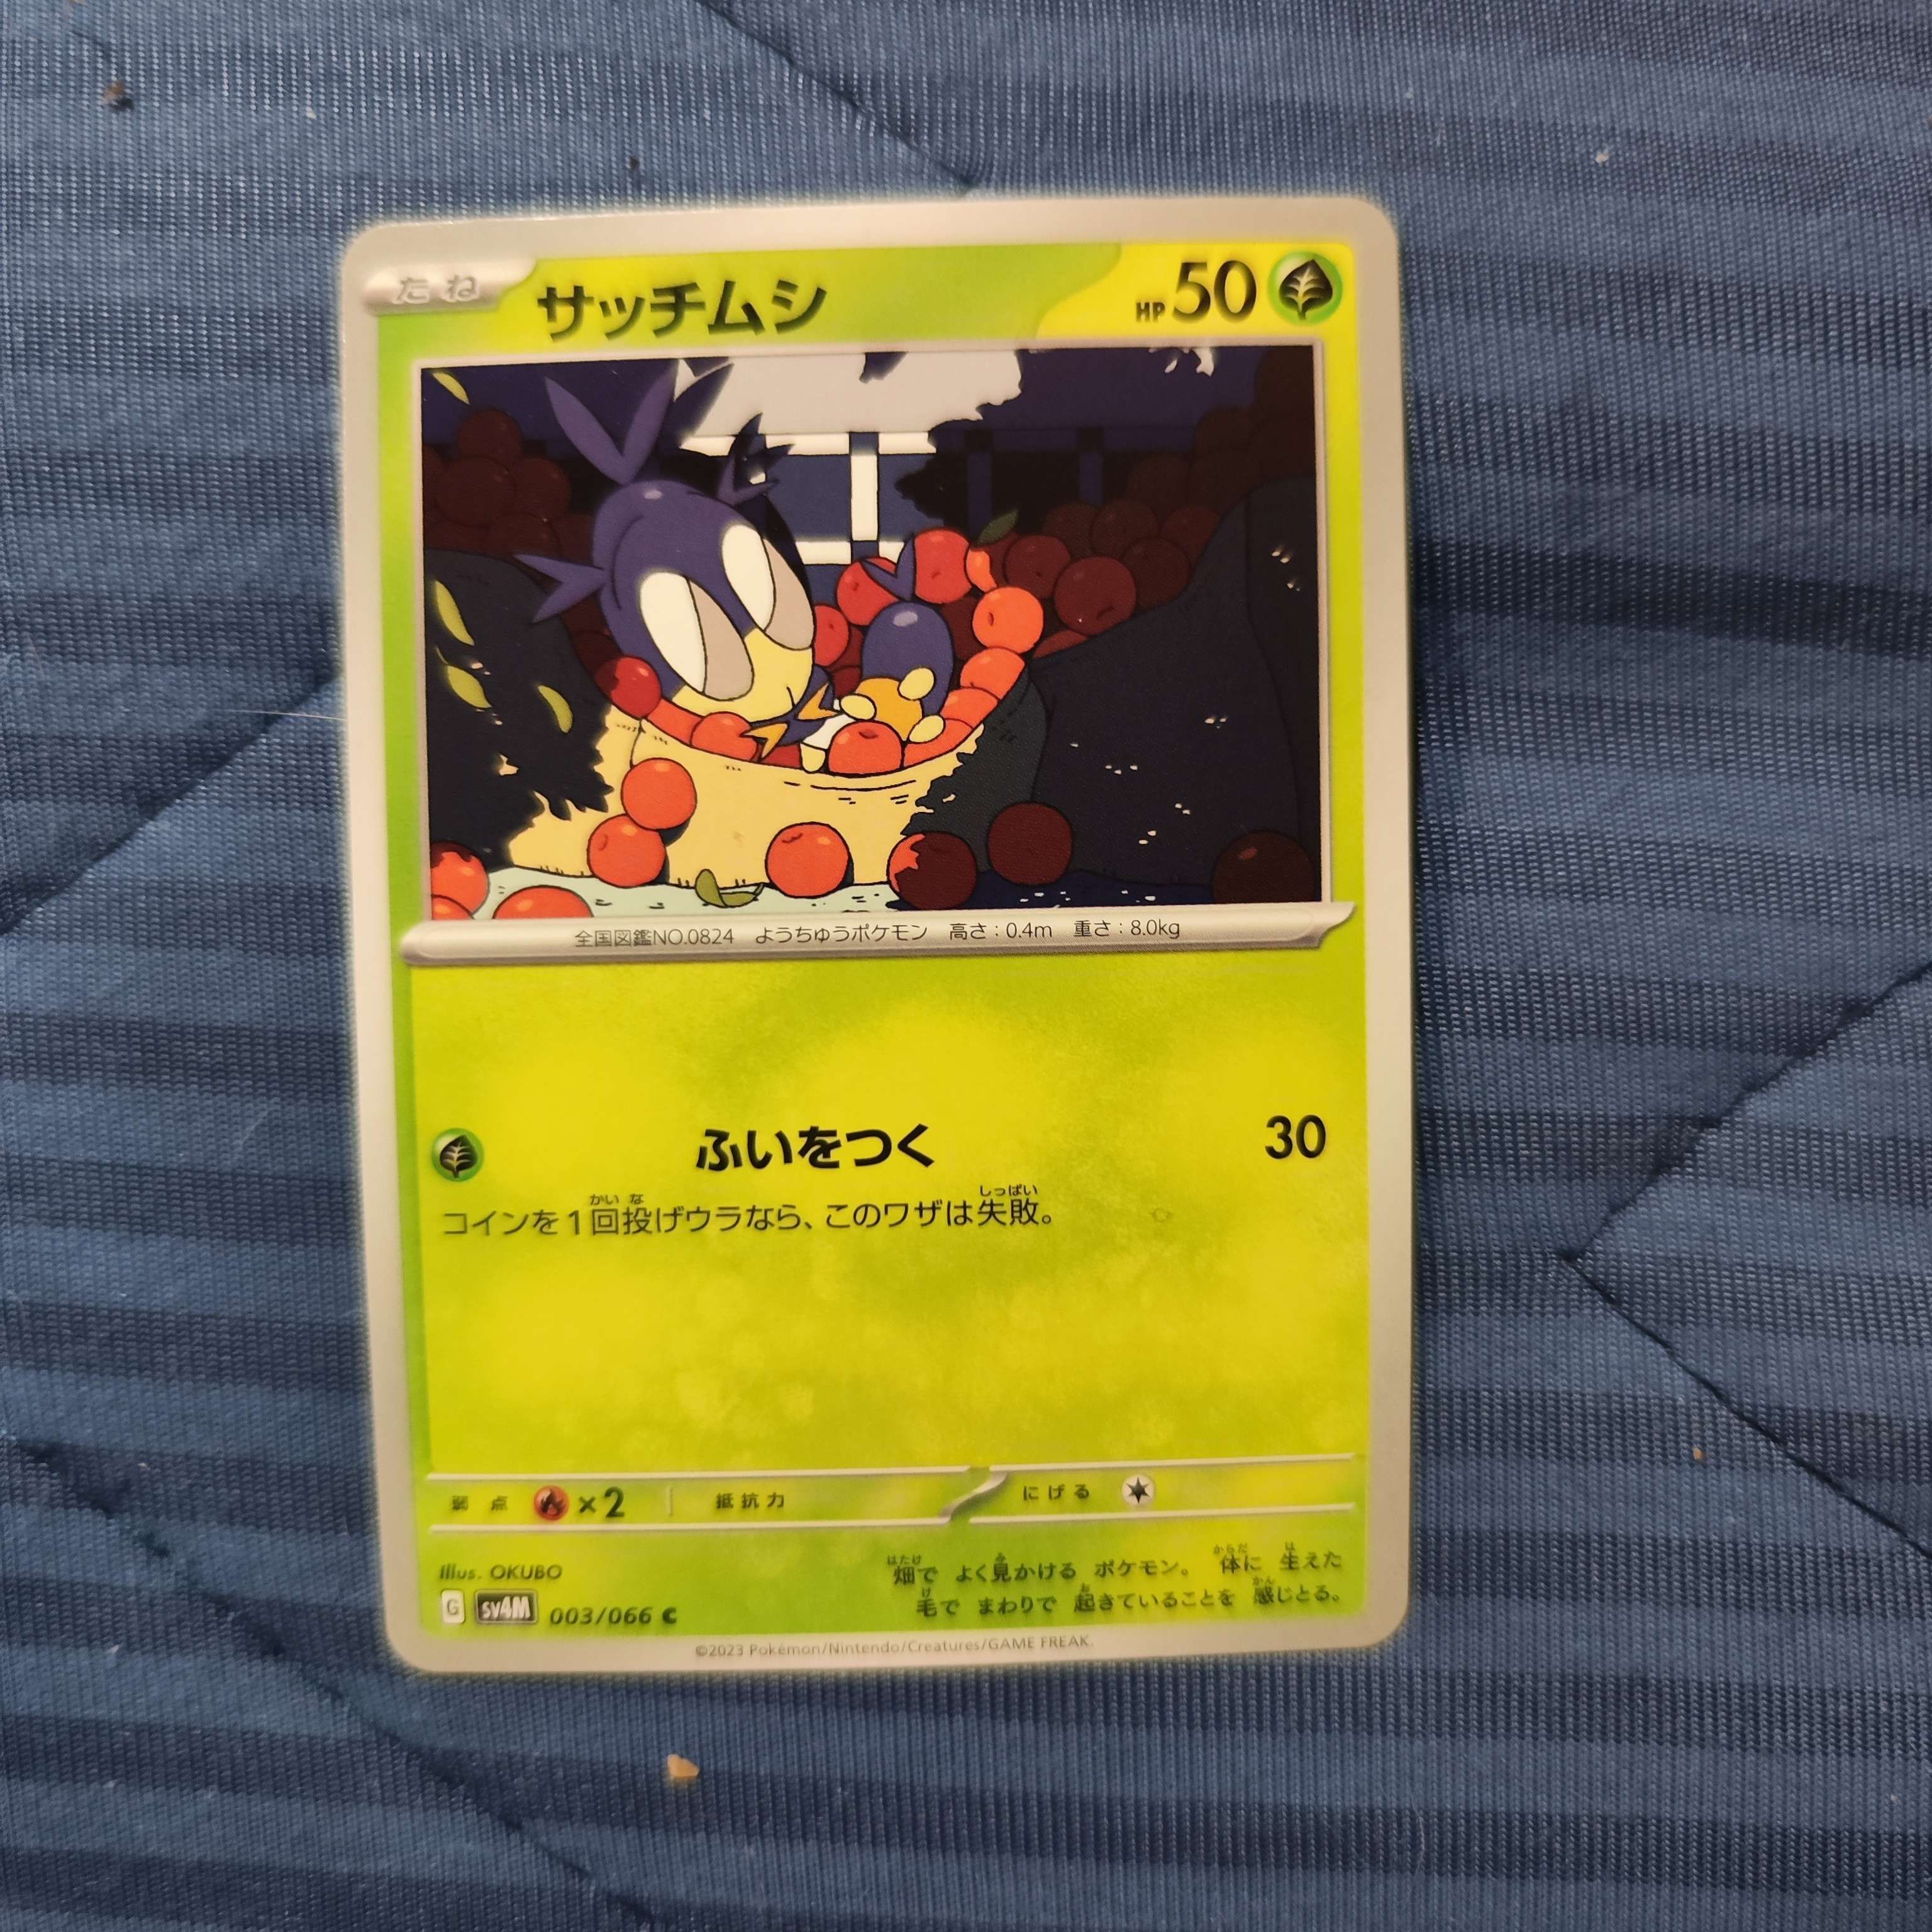 たね サッチムシ HP 50
全国図鑑NO.0824 ようちゅうポケモン 高さ:0.4m 重さ:8.0kg
ふいをつく 30
コインを1回投げウラなら、このワザは失敗。
弱点 ×2 抵抗力 にげる
Illus. OKUBO
G SV4M 003/066 C
畑で よく見かける ポケモン。 体に 生えた
毛で まわりで 起きていることを 感じとる。
©2023 Pokémon/Nintendo/Creatures/GAME FREAK.